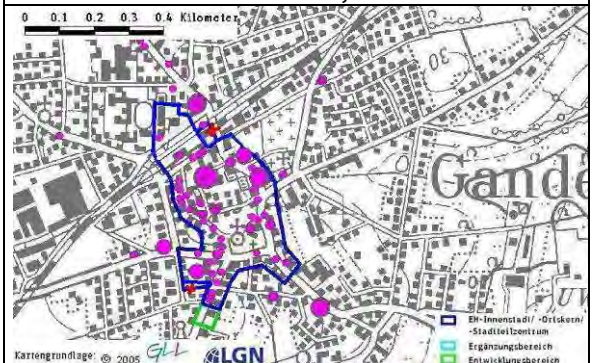 0 0.1 0.2 0.3 0.4 Kilometer
30
Gande
EH-Innenstadt/ -Ortskern/
-Stadtteilzentrum
Ergänzungsbereich
Entwicklungsbereich
Kartengrundlage: © 2005 GLL LGN